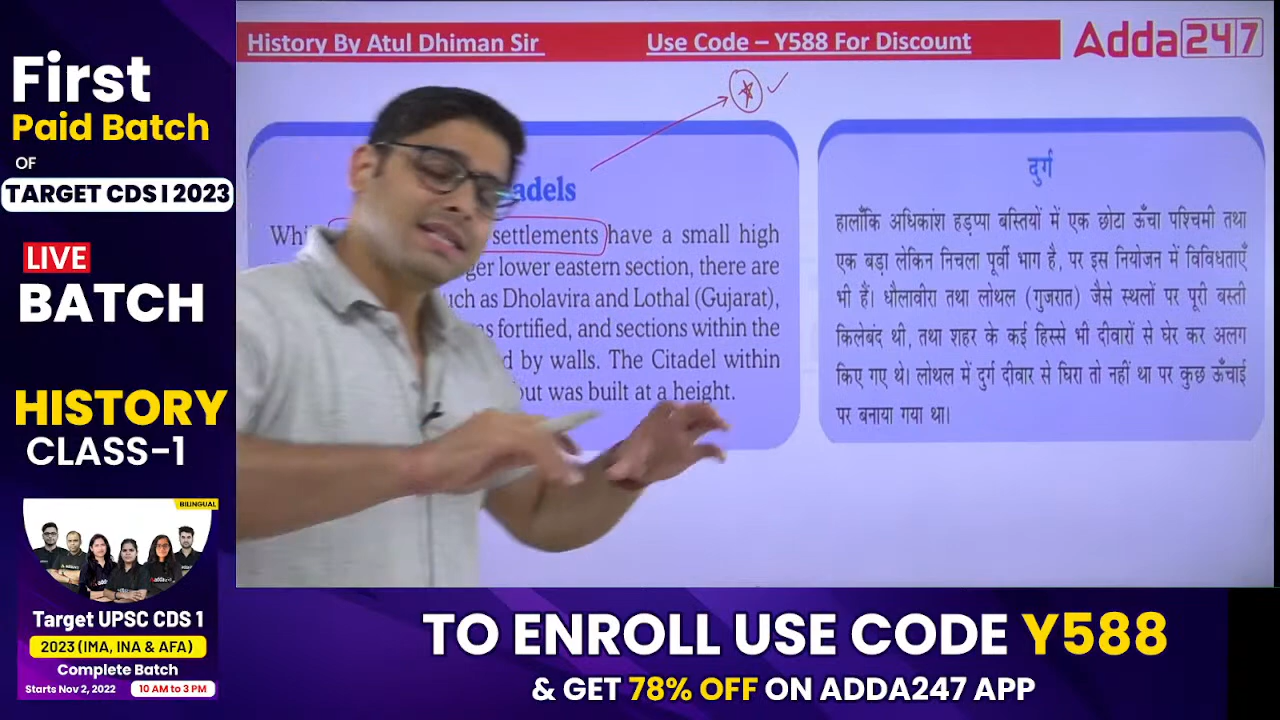 First
Paid Batch
OF
TARGET CDS I 2023
LIVE
BATCH
HISTORY
CLASS-1
BILINGUAL
Target UPSC CDS 1
2023 (IMA, INA & AFA)
Complete Batch
Starts Nov 2, 2022 10 AM to 3 PM
History By Atul Dhiman Sir Use Code – Y588 For Discount
Adda247
adels
settlements have a small high
lower eastern section, there are
such as Dholavira and Lothal (Gujarat),
fortified, and sections within the
by walls. The Citadel within
but was built at a height.
दुर्ग
हालाँकि अधिकांश हड़प्पा बस्तियों में एक छोटा ऊँचा पश्चिमी तथा
एक बड़ा लेकिन निचला पूर्वी भाग है, पर इस नियोजन में विविधताएँ
भी हैं। धौलावीरा तथा लोथल (गुजरात) जैसे स्थलों पर पूरी बस्ती
किलेबंद थी, तथा शहर के कई हिस्से भी दीवारों से घेर कर अलग
किए गए थे। लोथल में दुर्ग दीवार से घिरा तो नहीं था पर कुछ ऊँचाई
पर बनाया गया था।
TO ENROLL USE CODE Y588
& GET 78% OFF ON ADDA247 APP